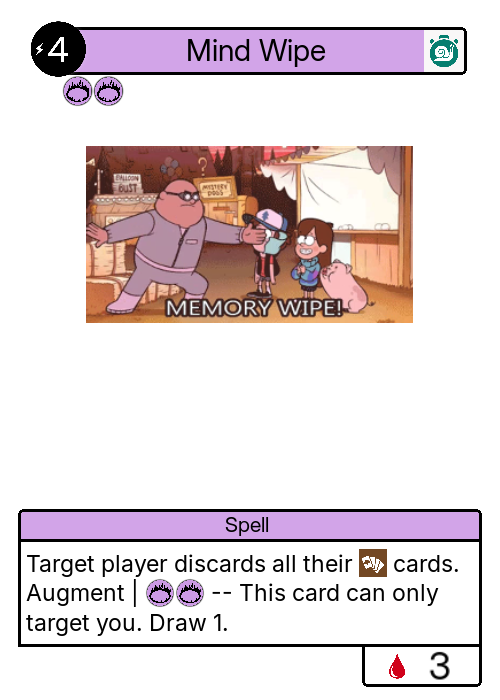 4
Mind Wipe
BALLOON
BUST
?
MYSTERY
DOGS
MEMORY WIPE!
Spell
Target player discards all their cards.
Augment | -- This card can only
target you. Draw 1.
3